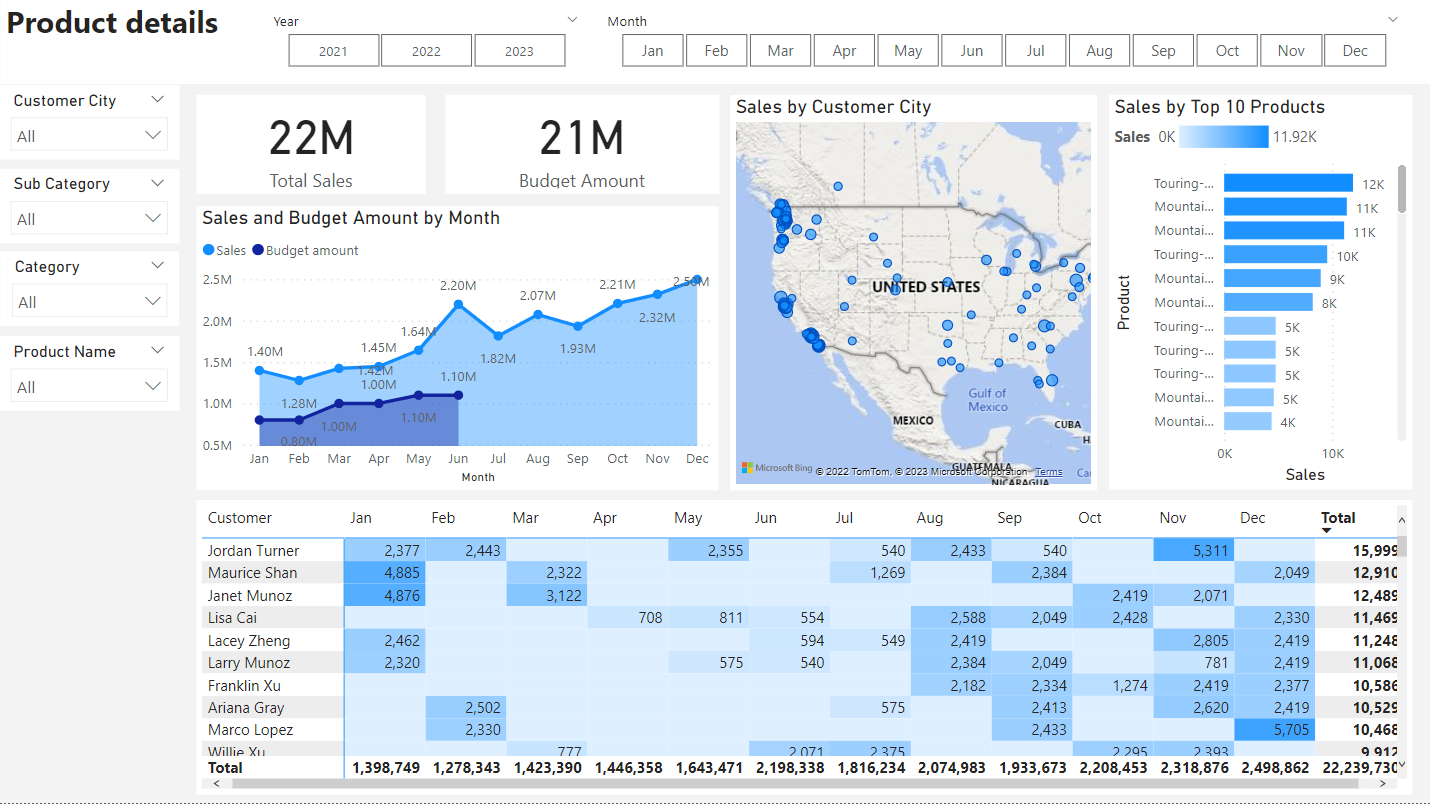 Product details
Year
2021 2022 2023
Month
Jan Feb Mar Apr May Jun Jul Aug Sep Oct Nov Dec
Customer City
All
Sub Category
All
Category
All
Product Name
All
22M
Total Sales
21M
Budget Amount
Sales and Budget Amount by Month
Sales Budget amount
2.5M
2.0M
1.5M
1.0M
0.5M
1.40M
1.28M
1.42M
1.45M
1.64M
2.20M
1.82M
2.07M
1.93M
2.21M
2.32M
2.50M
0.80M
1.00M
1.00M
1.10M
1.10M
Jan Feb Mar Apr May Jun Jul Aug Sep Oct Nov Dec
Month
Sales by Customer City
UNITED STATES
Gulf of
Mexico
MEXICO
CUBA
H
GUATEMALA
Ca
NICARAGUA
Microsoft Bing
© 2022 TomTom, © 2023 Microsoft Corporation Terms
Sales by Top 10 Products
Sales 0K 11.92K
Product
Touring-... 12K
Mountai... 11K
Mountai... 11K
Touring-... 10K
Mountai... 9K
Mountai... 8K
Touring-... 5K
Touring-... 5K
Touring-... 5K
Mountai... 5K
Mountai... 4K
0K 10K
Sales
Customer Jan Feb Mar Apr May Jun Jul Aug Sep Oct Nov Dec Total
Jordan Turner 2,377 2,443 2,355 540 2,433 540 5,311 15,999
Maurice Shan 4,885 2,322 1,269 2,384 2,049 12,910
Janet Munoz 4,876 3,122 2,419 2,071 12,489
Lisa Cai 708 811 554 2,588 2,049 2,428 2,330 11,469
Lacey Zheng 2,462 594 549 2,419 2,805 2,419 11,248
Larry Munoz 2,320 575 540 2,384 2,049 781 2,419 11,068
Franklin Xu 2,182 2,334 1,274 2,419 2,377 10,586
Ariana Gray 2,502 575 2,413 2,620 2,419 10,529
Marco Lopez 2,330 2,433 5,705 10,468
Willie Xu 777 2,071 2,375 2,295 2,393 9,912
Total 1,398,749 1,278,343 1,423,390 1,446,358 1,643,471 2,198,338 1,816,234 2,074,983 1,933,673 2,208,453 2,318,876 2,498,862 22,239,730